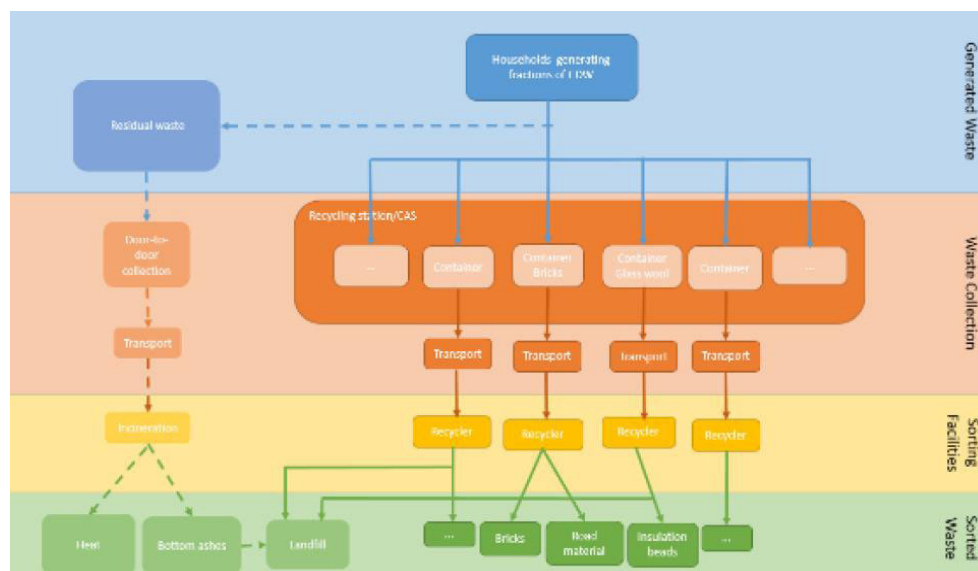 Households generating
fractions of CDW
Residual waste
Generated Waste
Recycling station/CAS
Door-to-
door
collection
...
Container
Container
Bricks
Container
Glass wool
Container
...
Waste Collection
Transport
Transport
Transport
Transport
Transport
Incineration
Recycler
Recycler
Recycler
Recycler
Sorting
Facilities
Heat
Bottom ashes
Landfill
...
Bricks
Road
material
Insulation
beads
...
Sorted
Waste